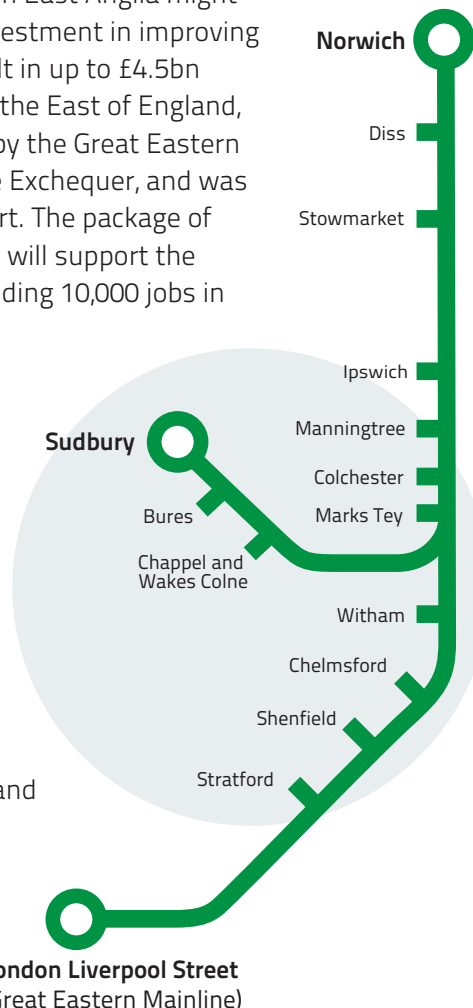 East Anglia might
estment in improving
lt in up to £4.5bn
the East of England,
by the Great Eastern
Exchequer, and was
rt. The package of
will support the
ding 10,000 jobs in
and
Norwich
Diss
Stowmarket
Ipswich
Manningtree
Colchester
Marks Tey
Sudbury
Bures
Chappel and
Wakes Colne
Witham
Chelmsford
Shenfield
Stratford
ondon Liverpool Street
Great Eastern Mainline)